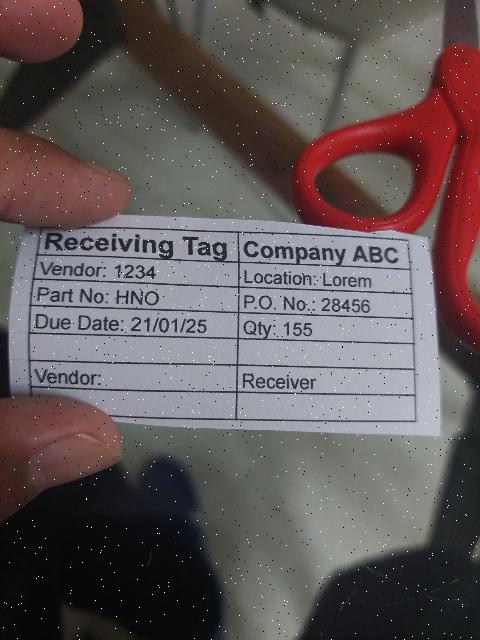 Receiving Tag Company ABC
Vendor: 1234 Location: Lorem
Part No: HNO P.O. No.: 28456
Due Date: 21/01/25 Qty: 155
Vendor: Receiver